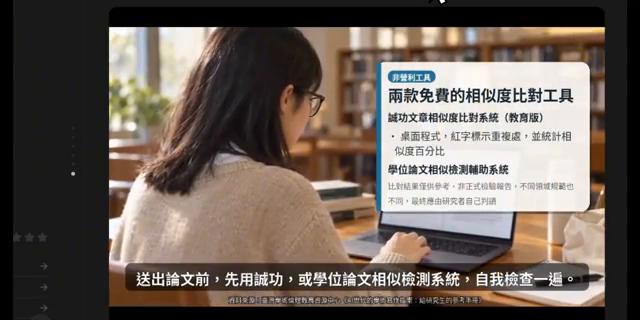 非營利工具
兩款免費的相似度比對工具
誠功文章相似度比對系統（教育版）
・桌面程式，紅字標示重複處，並統計相
似度百分比
學位論文相似檢測輔助系統
比對結果僅供參考，非正式檢驗報告，不同領域規範也
不同，最終應由研究者自己判讀
送出論文前，先用誠功，或學位論文相似檢測系統，自我檢查一遍。